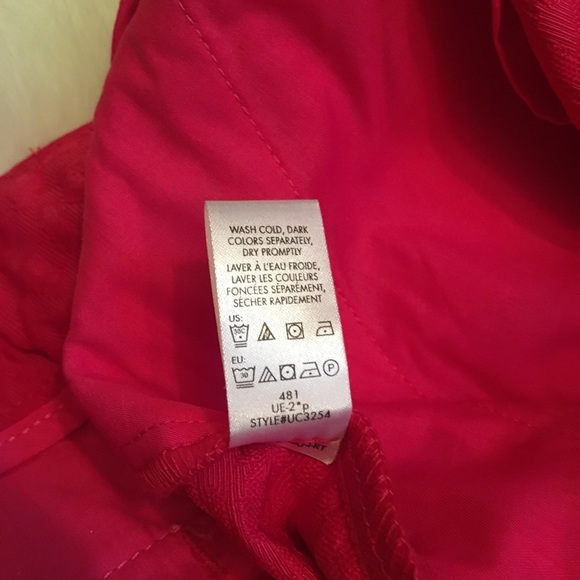 WASH COLD, DARK
COLORS SEPARATELY,
DRY PROMPTLY
LAVER À L'EAU FROIDE,
LAVER LES COULEURS
FONCÉES SÉPARÉMENT,
SÉCHER RAPIDEMENT
US:
30C
EU:
30 P
481
UE-2*P
STYLE#UC3254